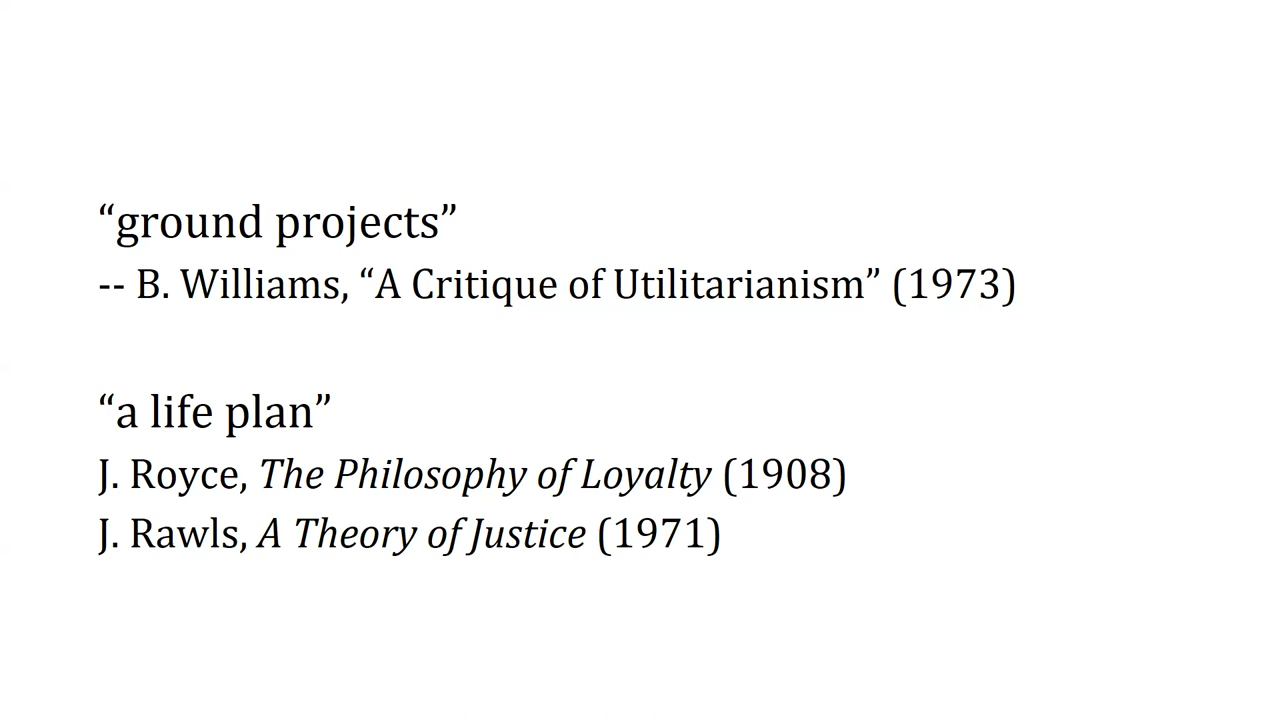 “ground projects”
-- B. Williams, “A Critique of Utilitarianism” (1973)
“a life plan”
J. Royce, The Philosophy of Loyalty (1908)
J. Rawls, A Theory of Justice (1971)